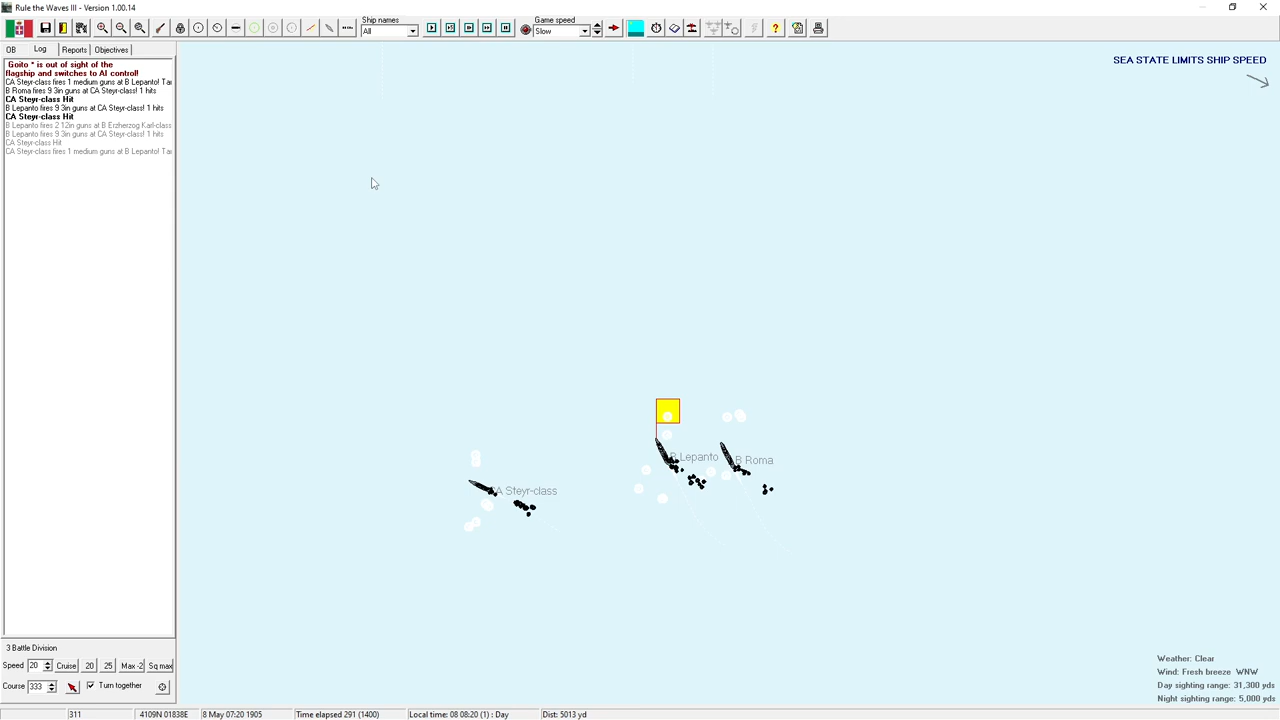 Rule the Waves III - Version 1.00.14
Ship names
All
Game speed
Slow
OB
Log
Reports
Objectives
SEA STATE LIMITS SHIP SPEED
Goito * is out of sight of the
flagship and switches to AI control!
CA Steyr-class fires 1 medium guns at B Lepanto! Ta
B Roma fires 9 3in guns at CA Steyr-class! 1 hits
CA Steyr-class Hit
B Lepanto fires 9 3in guns at CA Steyr-class! 1 hits
CA Steyr-class Hit
B Lepanto fires 2 12in guns at B Erzherzog Karl-class
B Lepanto fires 9 3in guns at CA Steyr-class! 1 hits
CA Steyr-class Hit
CA Steyr-class fires 1 medium guns at B Lepanto! Ta
B Lepanto
B Roma
CA Steyr-class
3 Battle Division
Speed 20 Cruise 20 25 Max -2 Sq max
Course 333 Turn together
Weather: Clear
Wind: Fresh breeze WNW
Day sighting range: 31,300 yds
Night sighting range: 5,000 yds
311
4109N 01838E
8 May 07:20 1905
Time elapsed 291 (1400)
Local time: 08 08:20 (1) : Day
Dist: 5013 yd